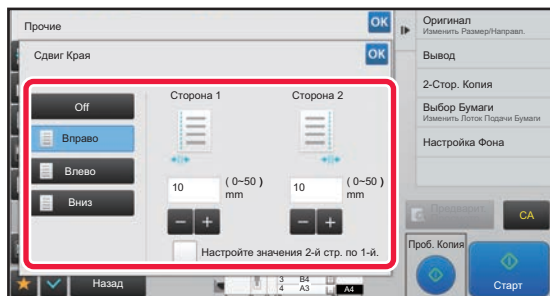 Прочие
OK
Сдвиг Края
OK
Off
Вправо
Влево
Вниз
Сторона 1
Сторона 2
10
( 0~50 )
mm
10
( 0~50 )
mm
Настройте значения 2-й стр. по 1-й.
Назад
3 B4
4 A3
A4
Оригинал
Изменить Размер/Направл.
Вывод
2-Стор. Копия
Выбор Бумаги
Изменить Лоток Подачи Бумаги
Настройка Фона
CA
Проб. Копия
Старт